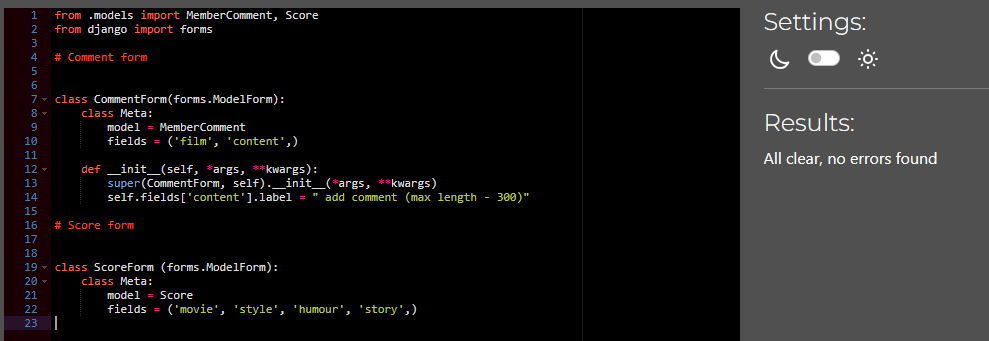 1 from .models import MemberComment, Score
2 from django import forms
3
4 # Comment form
5
6
7 class CommentForm(forms.ModelForm):
8     class Meta:
9         model = MemberComment
10         fields = ('film', 'content',)
11
12     def __init__(self, *args, **kwargs):
13         super(CommentForm, self).__init__(*args, **kwargs)
14         self.fields['content'].label = " add comment (max length - 300)"
15
16 # Score form
17
18
19 class ScoreForm (forms.ModelForm):
20     class Meta:
21         model = Score
22         fields = ('movie', 'style', 'humour', 'story',)
23
Settings:
Results:
All clear, no errors found